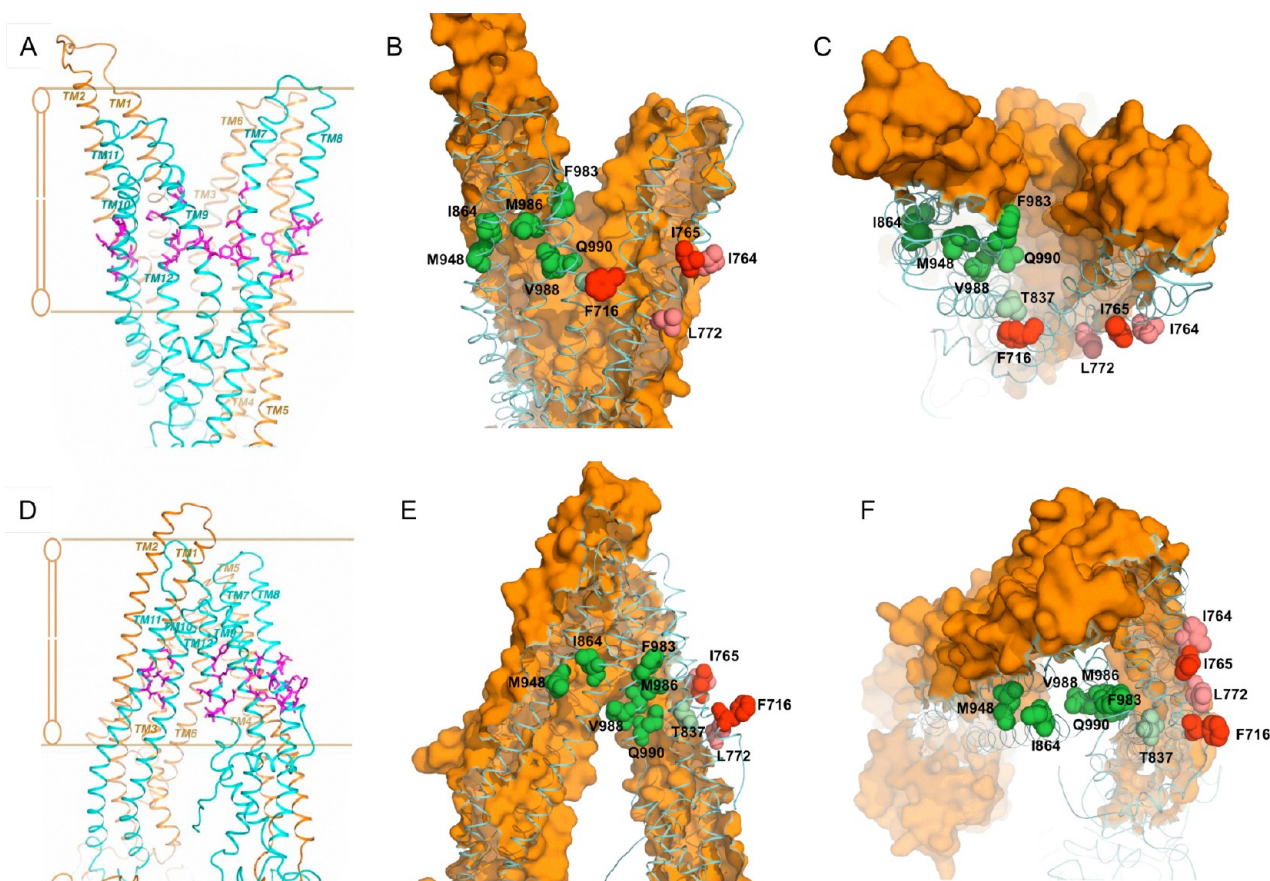 A
TM2
TM1
TM6
TM7
TM8
TM11
TM3
TM10
TM9
TM12
TM4
TM5
B
F983
I864
M986
M948
Q990
I765
I764
V988
F716
L772
C
F983
I864
M948
Q990
V988
T837
I765
I764
F716
L772
D
TM2
TM1
TM5
TM7
TM8
TM11
TM10
TM9
TM12
TM3
TM4
TM6
E
I864
F983
I765
M948
M986
F716
V988
T837
Q990
L772
F
I764
V988
M986
I765
M948
F983
L772
Q990
I864
F716
T837